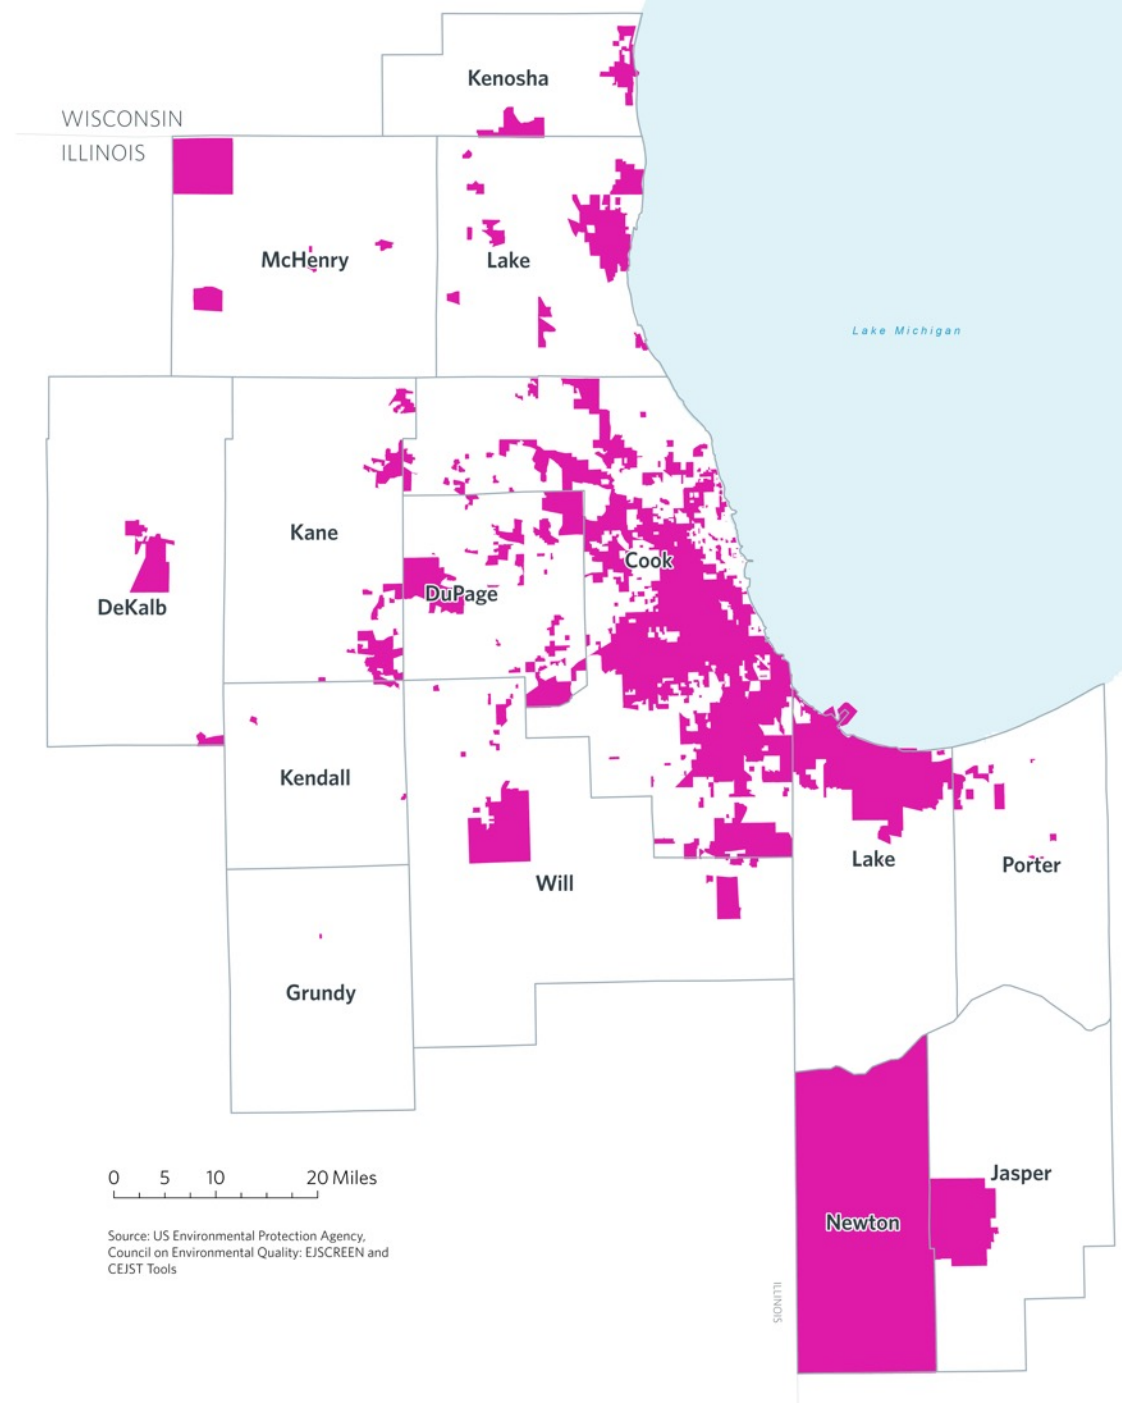 Kenosha
WISCONSIN
ILLINOIS
McHenry
Lake
Lake Michigan
Kane
Cook
DuPage
DeKalb
Kendall
Lake
Porter
Will
Grundy
0 5 10 20 Miles
Jasper
Newton
Source: US Environmental Protection Agency,
Council on Environmental Quality: EJSCREEN and
CEJST Tools
ILLINOIS